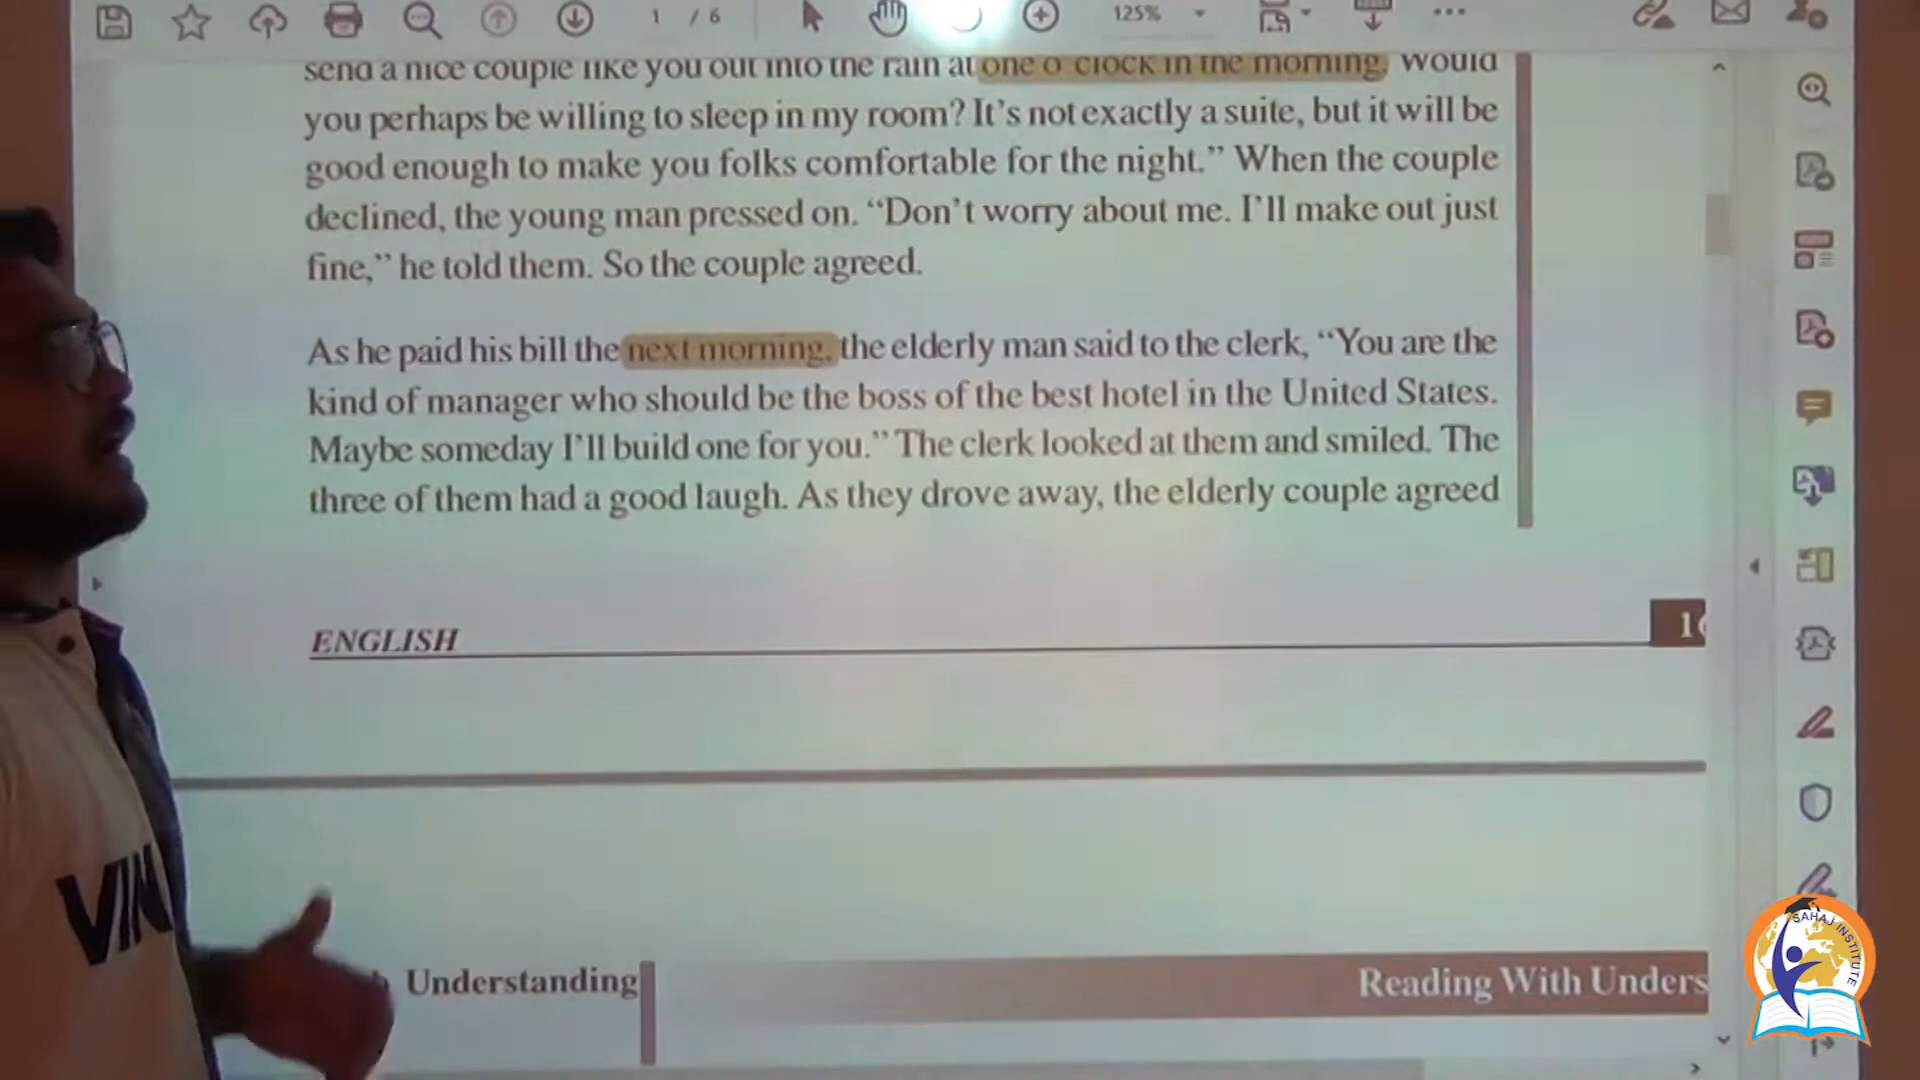 1 / 6
125%
send a nice couple like you out into the rain at one o'clock in the morning. Would
you perhaps be willing to sleep in my room? It's not exactly a suite, but it will be
good enough to make you folks comfortable for the night.” When the couple
declined, the young man pressed on. “Don't worry about me. I'll make out just
fine,” he told them. So the couple agreed.
As he paid his bill the next morning, the elderly man said to the clerk, “You are the
kind of manager who should be the boss of the best hotel in the United States.
Maybe someday I'll build one for you.” The clerk looked at them and smiled. The
three of them had a good laugh. As they drove away, the elderly couple agreed
ENGLISH
VIN
Understanding
Reading With Unders
SAHAJ INSTITUTE